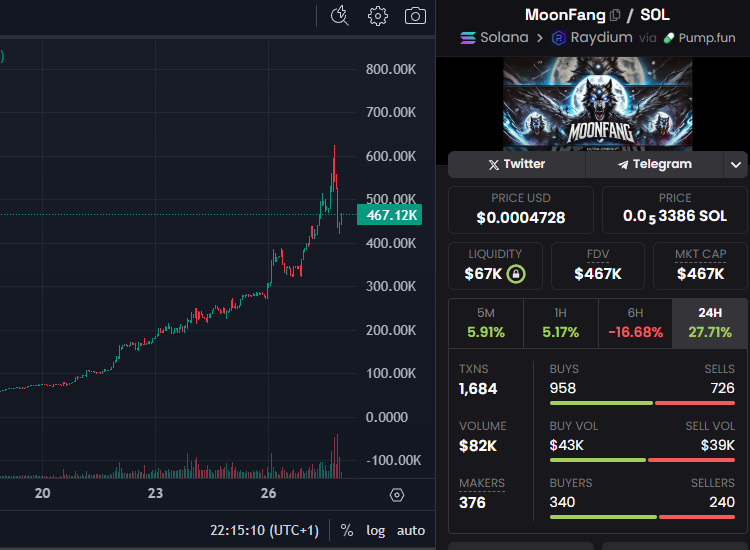 )
800.00K
700.00K
600.00K
500.00K
467.12K
400.00K
300.00K
200.00K
100.00K
0.0000
-100.00K
20 23 26
22:15:10 (UTC+1) % log auto
MoonFang / SOL
Solana > Raydium via Pump.fun
MOONFANG
Twitter Telegram
PRICE USD PRICE
$0.0004728 0.0₅3386 SOL
LIQUIDITY FDV MKT CAP
$67K $467K $467K
5M 1H 6H 24H
5.91% 5.17% -16.68% 27.71%
TXNS BUYS SELLS
1,684 958 726
VOLUME BUY VOL SELL VOL
$82K $43K $39K
MAKERS BUYERS SELLERS
376 340 240